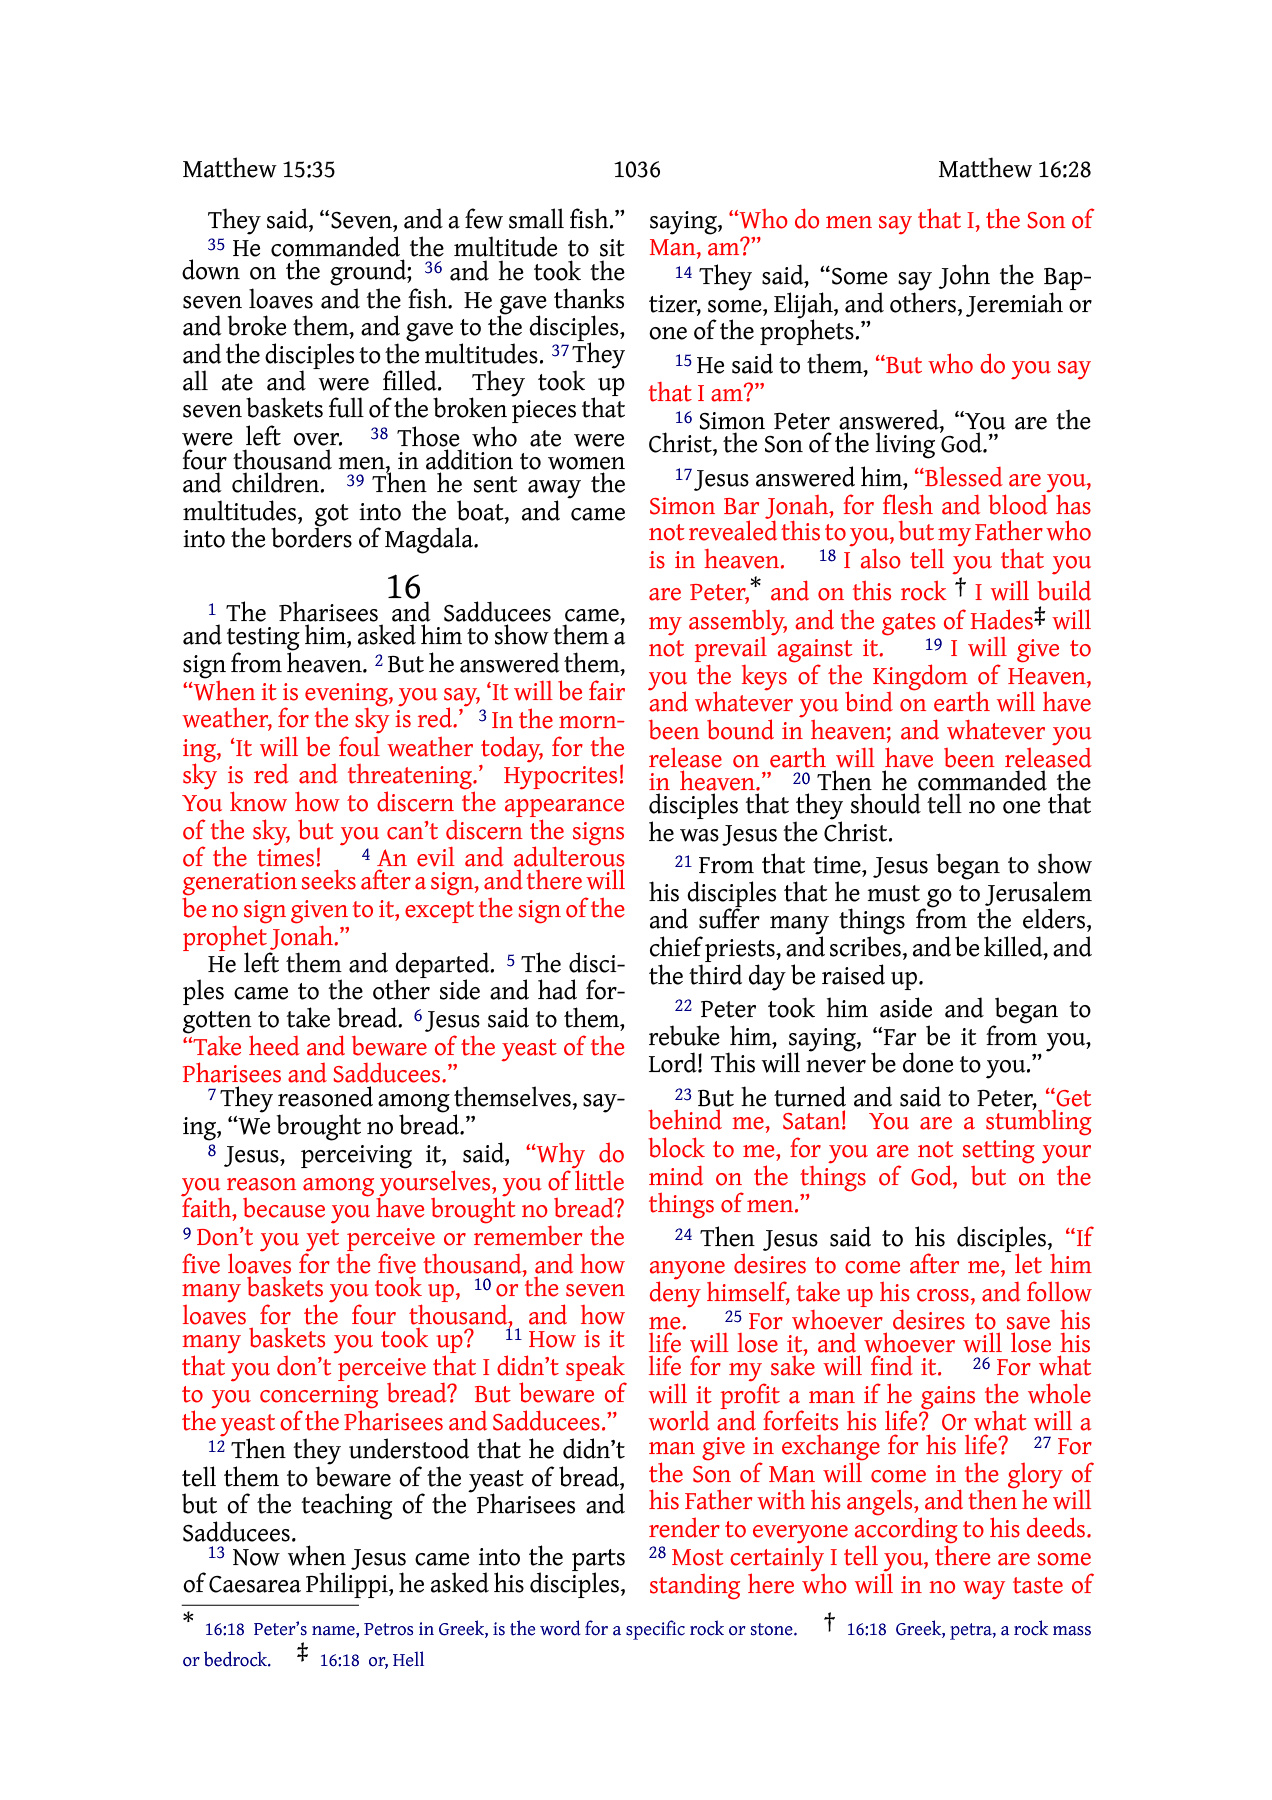 Matthew 15:35 1036 Matthew 16:28
They said, “Seven, and a few small fish.”
35 He commanded the multitude to sit
down on the ground; 36 and he took the
seven loaves and the fish. He gave thanks
and broke them, and gave to the disciples,
and the disciples to the multitudes. 37 They
all ate and were filled. They took up
seven baskets full of the broken pieces that
were left over. 38 Those who ate were
four thousand men, in addition to women
and children. 39 Then he sent away the
multitudes, got into the boat, and came
into the borders of Magdala.
16
1 The Pharisees and Sadducees came,
and testing him, asked him to show them a
sign from heaven. 2 But he answered them,
“When it is evening, you say, ‘It will be fair
weather, for the sky is red.’ 3 In the morn-
ing, ‘It will be foul weather today, for the
sky is red and threatening.’ Hypocrites!
You know how to discern the appearance
of the sky, but you can’t discern the signs
of the times! 4 An evil and adulterous
generation seeks after a sign, and there will
be no sign given to it, except the sign of the
prophet Jonah.”
He left them and departed. 5 The disci-
ples came to the other side and had for-
gotten to take bread. 6 Jesus said to them,
“Take heed and beware of the yeast of the
Pharisees and Sadducees.”
7 They reasoned among themselves, say-
ing, “We brought no bread.”
8 Jesus, perceiving it, said, “Why do
you reason among yourselves, you of little
faith, because you have brought no bread?
9 Don’t you yet perceive or remember the
five loaves for the five thousand, and how
many baskets you took up, 10 or the seven
loaves for the four thousand, and how
many baskets you took up? 11 How is it
that you don’t perceive that I didn’t speak
to you concerning bread? But beware of
the yeast of the Pharisees and Sadducees.”
12 Then they understood that he didn’t
tell them to beware of the yeast of bread,
but of the teaching of the Pharisees and
Sadducees.
13 Now when Jesus came into the parts
of Caesarea Philippi, he asked his disciples,
saying, “Who do men say that I, the Son of
Man, am?”
14 They said, “Some say John the Bap-
tizer, some, Elijah, and others, Jeremiah or
one of the prophets.”
15 He said to them, “But who do you say
that I am?”
16 Simon Peter answered, “You are the
Christ, the Son of the living God.”
17 Jesus answered him, “Blessed are you,
Simon Bar Jonah, for flesh and blood has
not revealed this to you, but my Father who
is in heaven. 18 I also tell you that you
are Peter,* and on this rock † I will build
my assembly, and the gates of Hades‡ will
not prevail against it. 19 I will give to
you the keys of the Kingdom of Heaven,
and whatever you bind on earth will have
been bound in heaven; and whatever you
release on earth will have been released
in heaven.” 20 Then he commanded the
disciples that they should tell no one that
he was Jesus the Christ.
21 From that time, Jesus began to show
his disciples that he must go to Jerusalem
and suffer many things from the elders,
chief priests, and scribes, and be killed, and
the third day be raised up.
22 Peter took him aside and began to
rebuke him, saying, “Far be it from you,
Lord! This will never be done to you.”
23 But he turned and said to Peter, “Get
behind me, Satan! You are a stumbling
block to me, for you are not setting your
mind on the things of God, but on the
things of men.”
24 Then Jesus said to his disciples, “If
anyone desires to come after me, let him
deny himself, take up his cross, and follow
me. 25 For whoever desires to save his
life will lose it, and whoever will lose his
life for my sake will find it. 26 For what
will it profit a man if he gains the whole
world and forfeits his life? Or what will a
man give in exchange for his life? 27 For
the Son of Man will come in the glory of
his Father with his angels, and then he will
render to everyone according to his deeds.
28 Most certainly I tell you, there are some
standing here who will in no way taste of
* 16:18 Peter’s name, Petros in Greek, is the word for a specific rock or stone. † 16:18 Greek, petra, a rock mass
or bedrock. ‡ 16:18 or, Hell